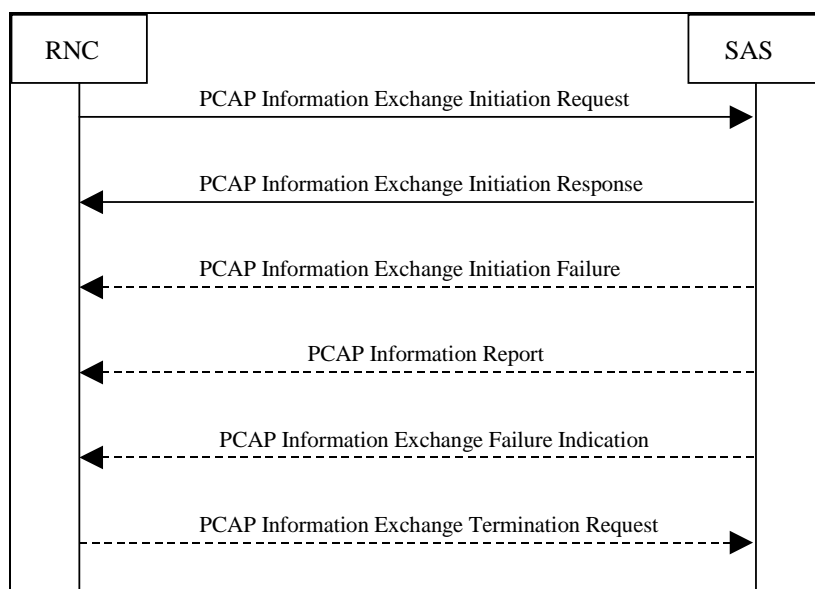 RNC
SAS
PCAP Information Exchange Initiation Request
PCAP Information Exchange Initiation Response
PCAP Information Exchange Initiation Failure
PCAP Information Report
PCAP Information Exchange Failure Indication
PCAP Information Exchange Termination Request